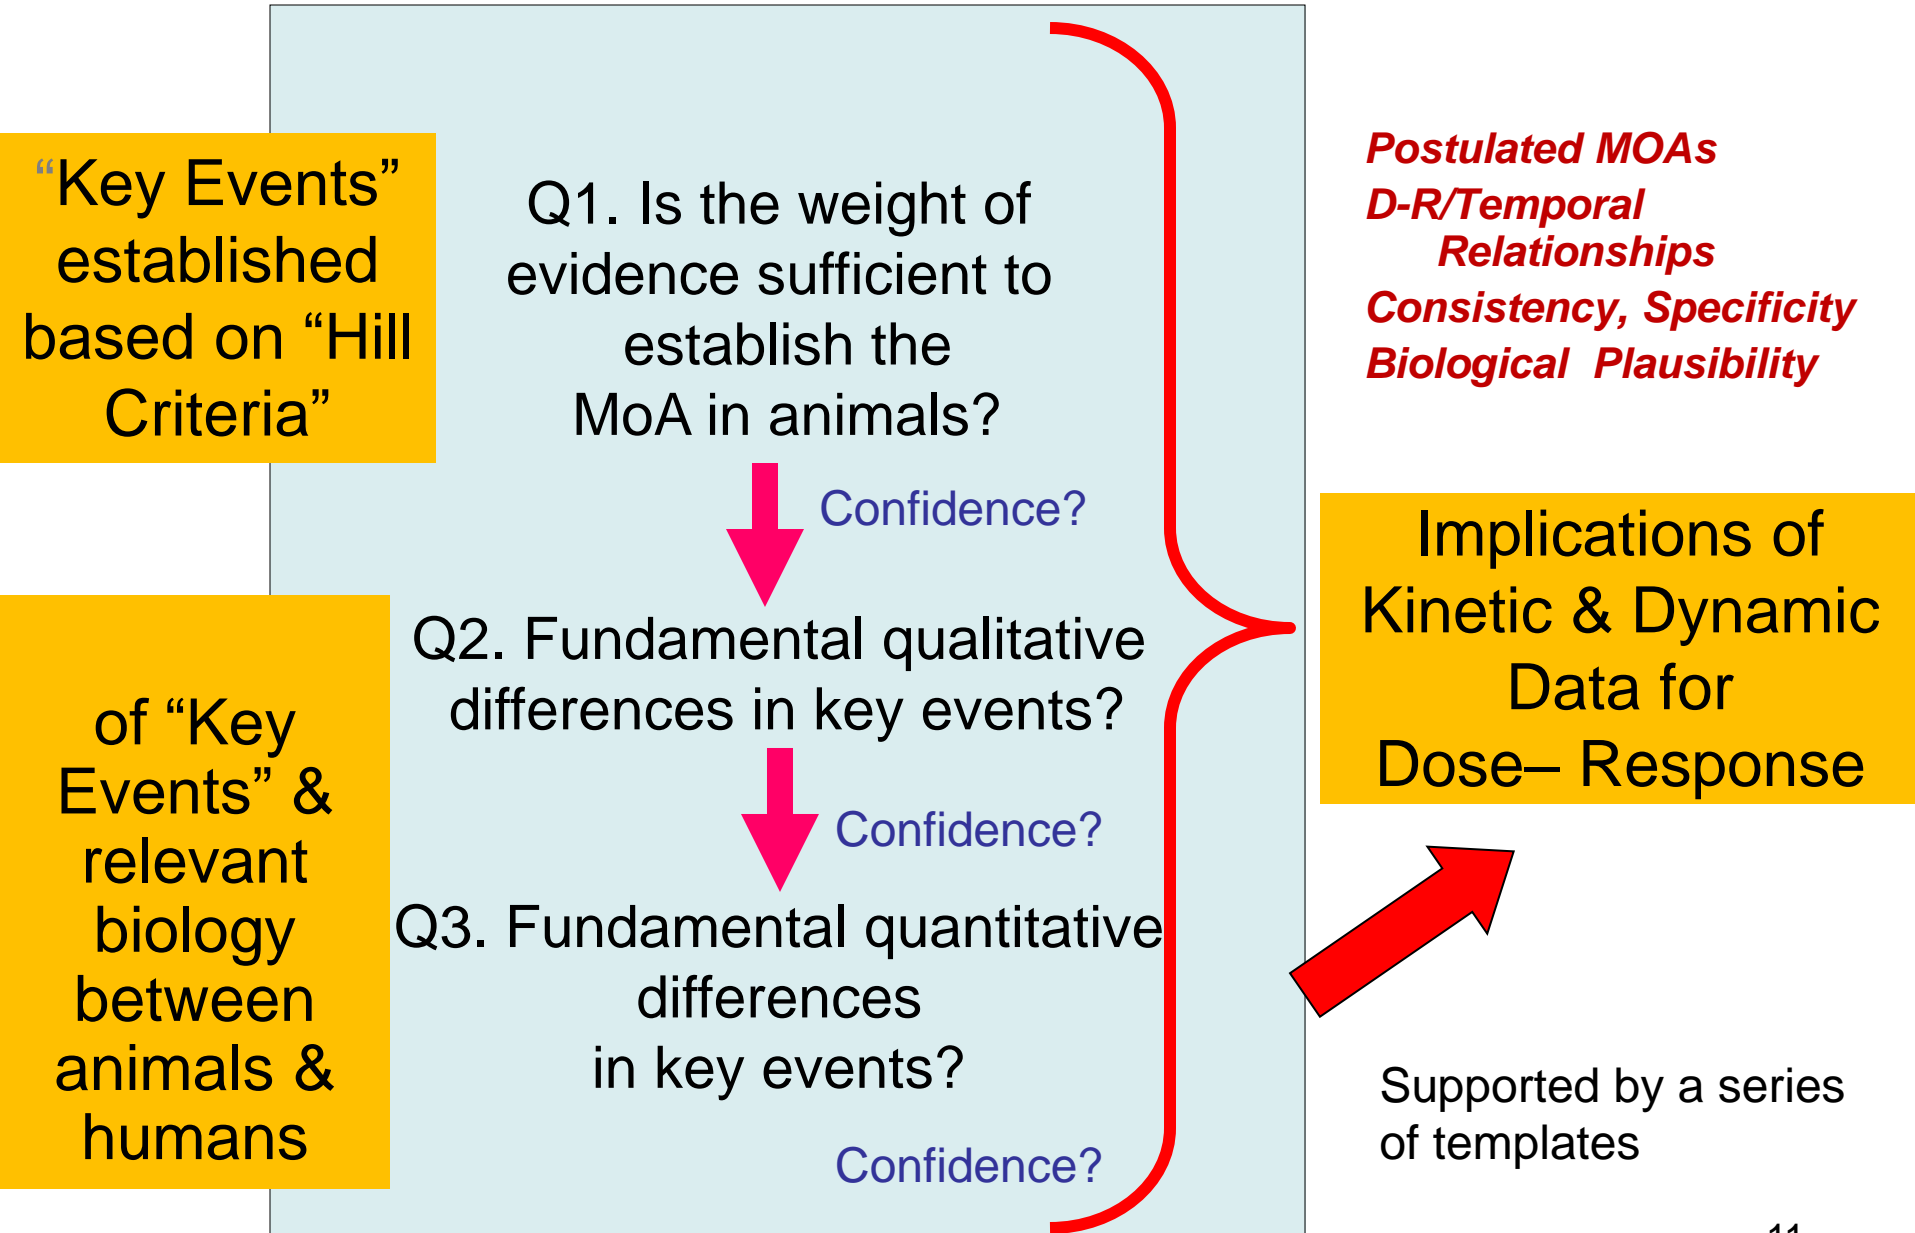 “Key Events”
established
based on “Hill
Criteria”
Q1. Is the weight of
evidence sufficient to
establish the
MoA in animals?
Confidence?
Postulated MOAs
D-R/Temporal
Relationships
Consistency, Specificity
Biological Plausibility
of “Key
Events” &
relevant
biology
between
animals &
humans
Q2. Fundamental qualitative
differences in key events?
Confidence?
Q3. Fundamental quantitative
differences
in key events?
Confidence?
Implications of
Kinetic & Dynamic
Data for
Dose– Response
Supported by a series
of templates
11